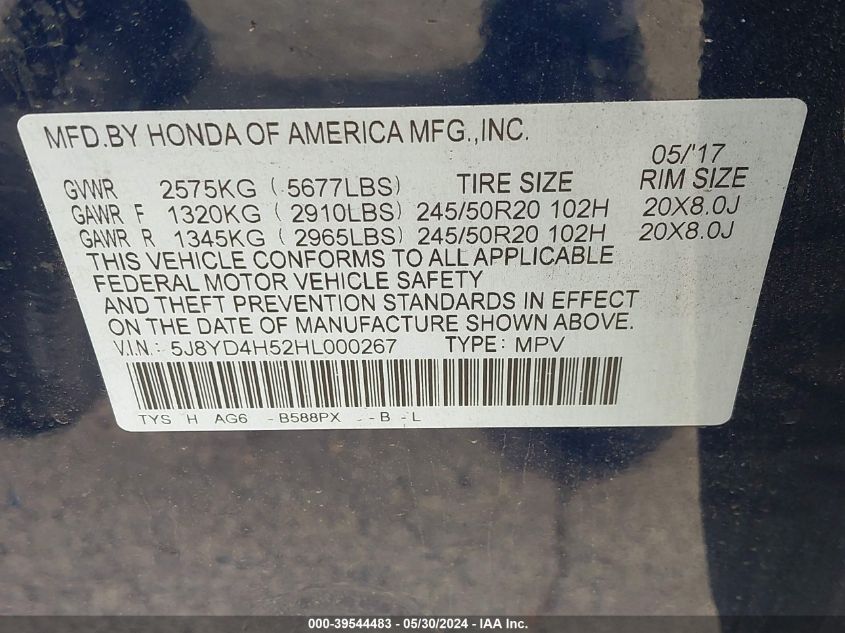 MFD.BY HONDA OF AMERICA MFG.,INC.
05/'17
GVWR 2575KG ( 5677LBS) TIRE SIZE RIM SIZE
GAWR F 1320KG ( 2910LBS) 245/50R20 102H 20X8.0J
GAWR R 1345KG ( 2965LBS) 245/50R20 102H 20X8.0J
THIS VEHICLE CONFORMS TO ALL APPLICABLE
FEDERAL MOTOR VEHICLE SAFETY
AND THEFT PREVENTION STANDARDS IN EFFECT
ON THE DATE OF MANUFACTURE SHOWN ABOVE.
V.I.N.: 5J8YD4H52HL000267 TYPE: MPV
TYS H AG6 -B588PX -B-L
000-39544483 - 05/30/2024 - IAA Inc.